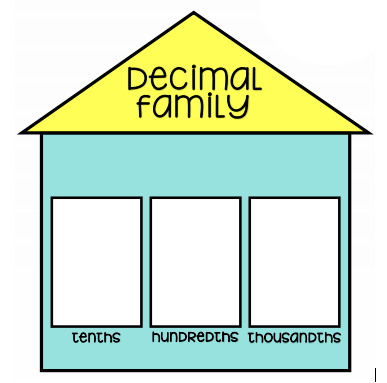 Decimal
Family
tenths hundredths thousandths